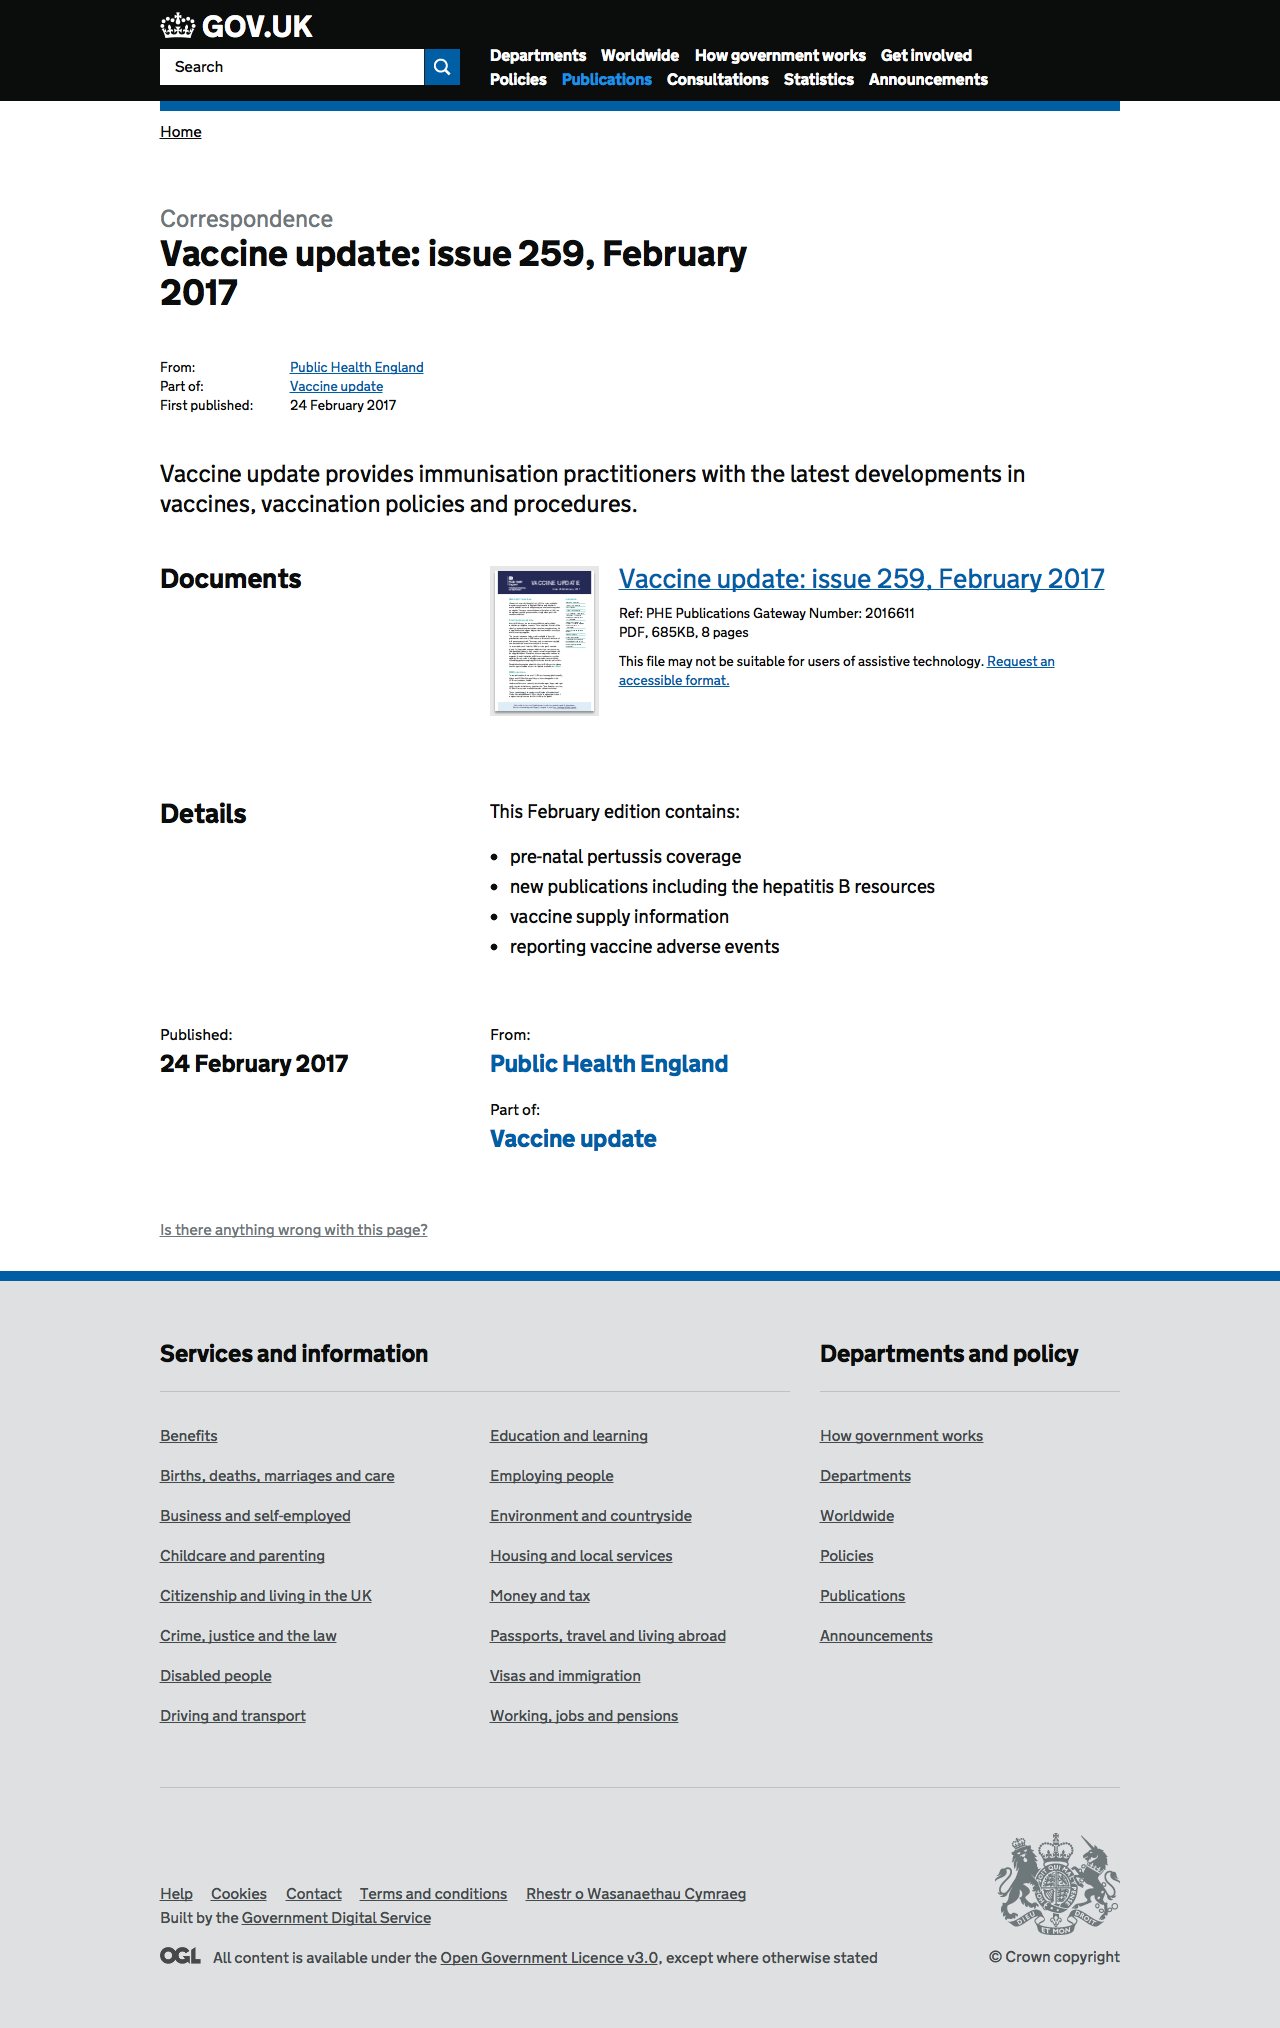 GOV.UK
Search
Departments Worldwide How government works Get involved
Policies Publications Consultations Statistics Announcements
Home
Correspondence
Vaccine update: issue 259, February
2017
From: Public Health England
Part of: Vaccine update
First published: 24 February 2017
Vaccine update provides immunisation practitioners with the latest developments in
vaccines, vaccination policies and procedures.
Documents
VACCINE UPDATE
Vaccine update: issue 259, February 2017
Ref: PHE Publications Gateway Number: 2016611
PDF, 685KB, 8 pages
This file may not be suitable for users of assistive technology. Request an
accessible format.
Details
This February edition contains:
• pre-natal pertussis coverage
• new publications including the hepatitis B resources
• vaccine supply information
• reporting vaccine adverse events
Published:
24 February 2017
From:
Public Health England
Part of:
Vaccine update
Is there anything wrong with this page?
Services and information
Benefits
Births, deaths, marriages and care
Business and self-employed
Childcare and parenting
Citizenship and living in the UK
Crime, justice and the law
Disabled people
Driving and transport
Education and learning
Employing people
Environment and countryside
Housing and local services
Money and tax
Passports, travel and living abroad
Visas and immigration
Working, jobs and pensions
Departments and policy
How government works
Departments
Worldwide
Policies
Publications
Announcements
Help Cookies Contact Terms and conditions Rhestr o Wasanaethau Cymraeg
Built by the Government Digital Service
OGL All content is available under the Open Government Licence v3.0, except where otherwise stated
DIEU ET MON DROIT
© Crown copyright